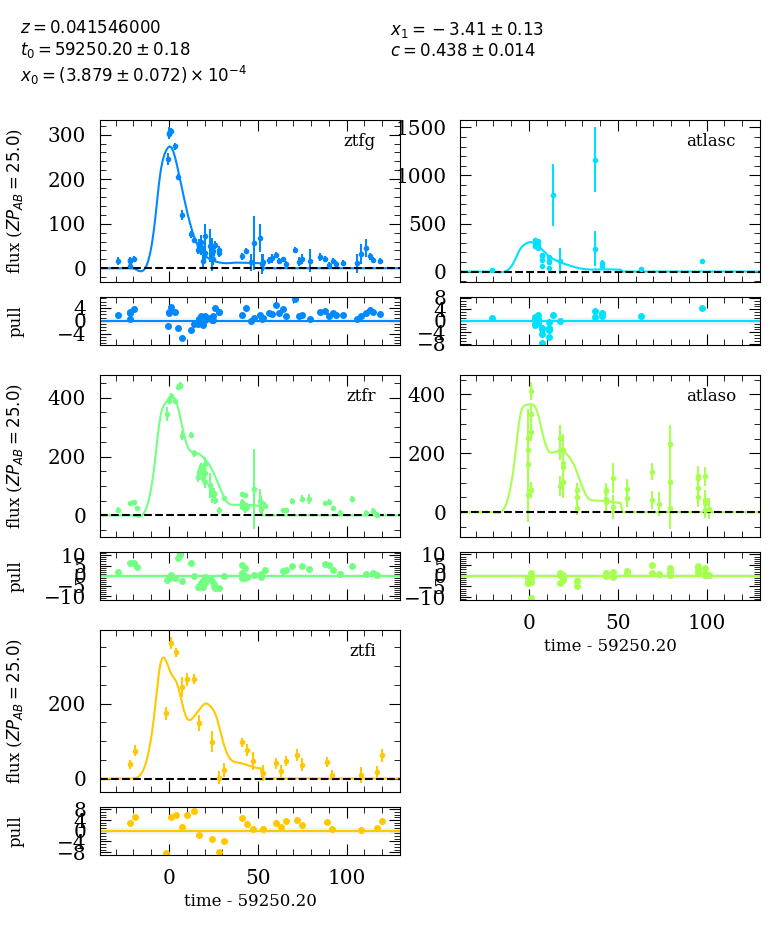 z = 0.041546000
t₀ = 59250.20 ± 0.18
x₀ = (3.879 ± 0.072) × 10⁻⁴
x₁ = −3.41 ± 0.13
c = 0.438 ± 0.014
ztfg
flux (ZP_AB = 25.0)
300
200
100
0
pull
4
0
−4
atlasc
1500
1000
500
0
8
4
0
−4
−8
ztfr
flux (ZP_AB = 25.0)
400
200
0
pull
10
5
0
−5
−10
atlaso
400
200
0
10
5
0
−5
−10
0 50 100
time - 59250.20
ztfi
flux (ZP_AB = 25.0)
200
0
pull
8
4
0
−4
−8
0 50 100
time - 59250.20